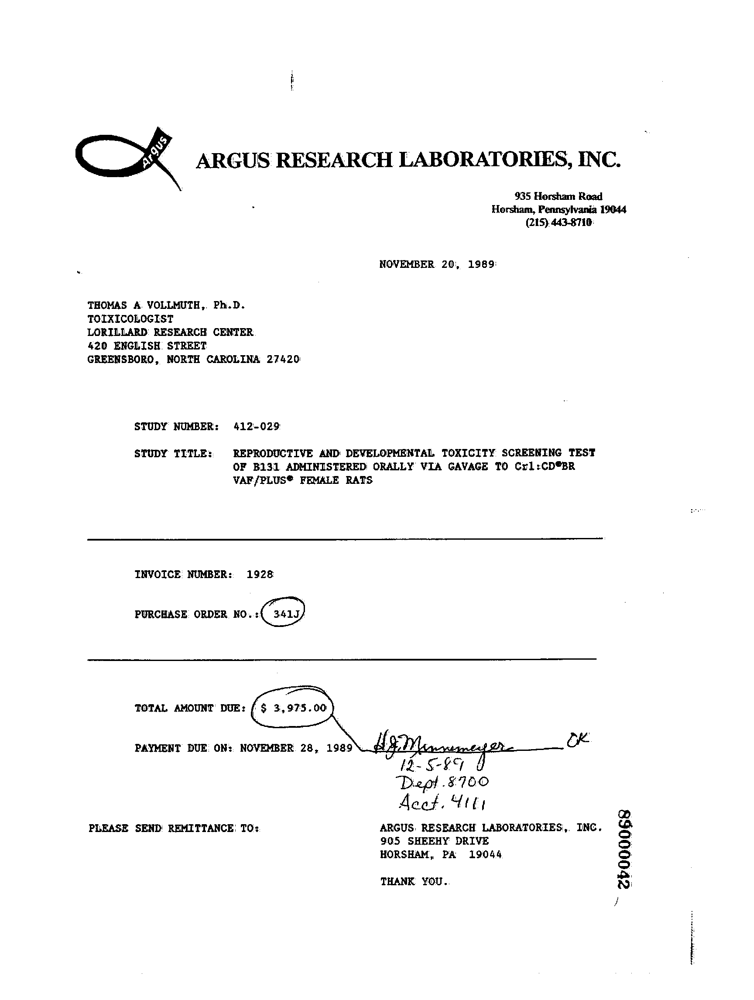 Argus
ARGUS RESEARCH LABORATORIES, INC.
935 Horsham Road
Horsham, Pennsylvania 19044
(215) 443-8710
NOVEMBER 20, 1989
THOMAS A VOLLMUTH, Ph.D.
TOIXICOLOGIST
LORILLARD RESEARCH CENTER
420 ENGLISH STREET
GREENSBORO, NORTH CAROLINA 27420
STUDY NUMBER: 412-029
STUDY TITLE: REPRODUCTIVE AND DEVELOPMENTAL TOXICITY SCREENING TEST
OF B131 ADMINISTERED ORALLY VIA GAVAGE TO Crl:CD®BR
VAF/PLUS® FEMALE RATS
INVOICE NUMBER: 1928
PURCHASE ORDER NO.: 341J
TOTAL AMOUNT DUE: $ 3,975.00
PAYMENT DUE ON: NOVEMBER 28, 1989 H.J. Minnemeyer OK
12-5-89
Dept. 8700
Acct. 4111
PLEASE SEND REMITTANCE TO: ARGUS RESEARCH LABORATORIES, INC.
905 SHEEHY DRIVE
HORSHAM, PA 19044
THANK YOU.
89000042